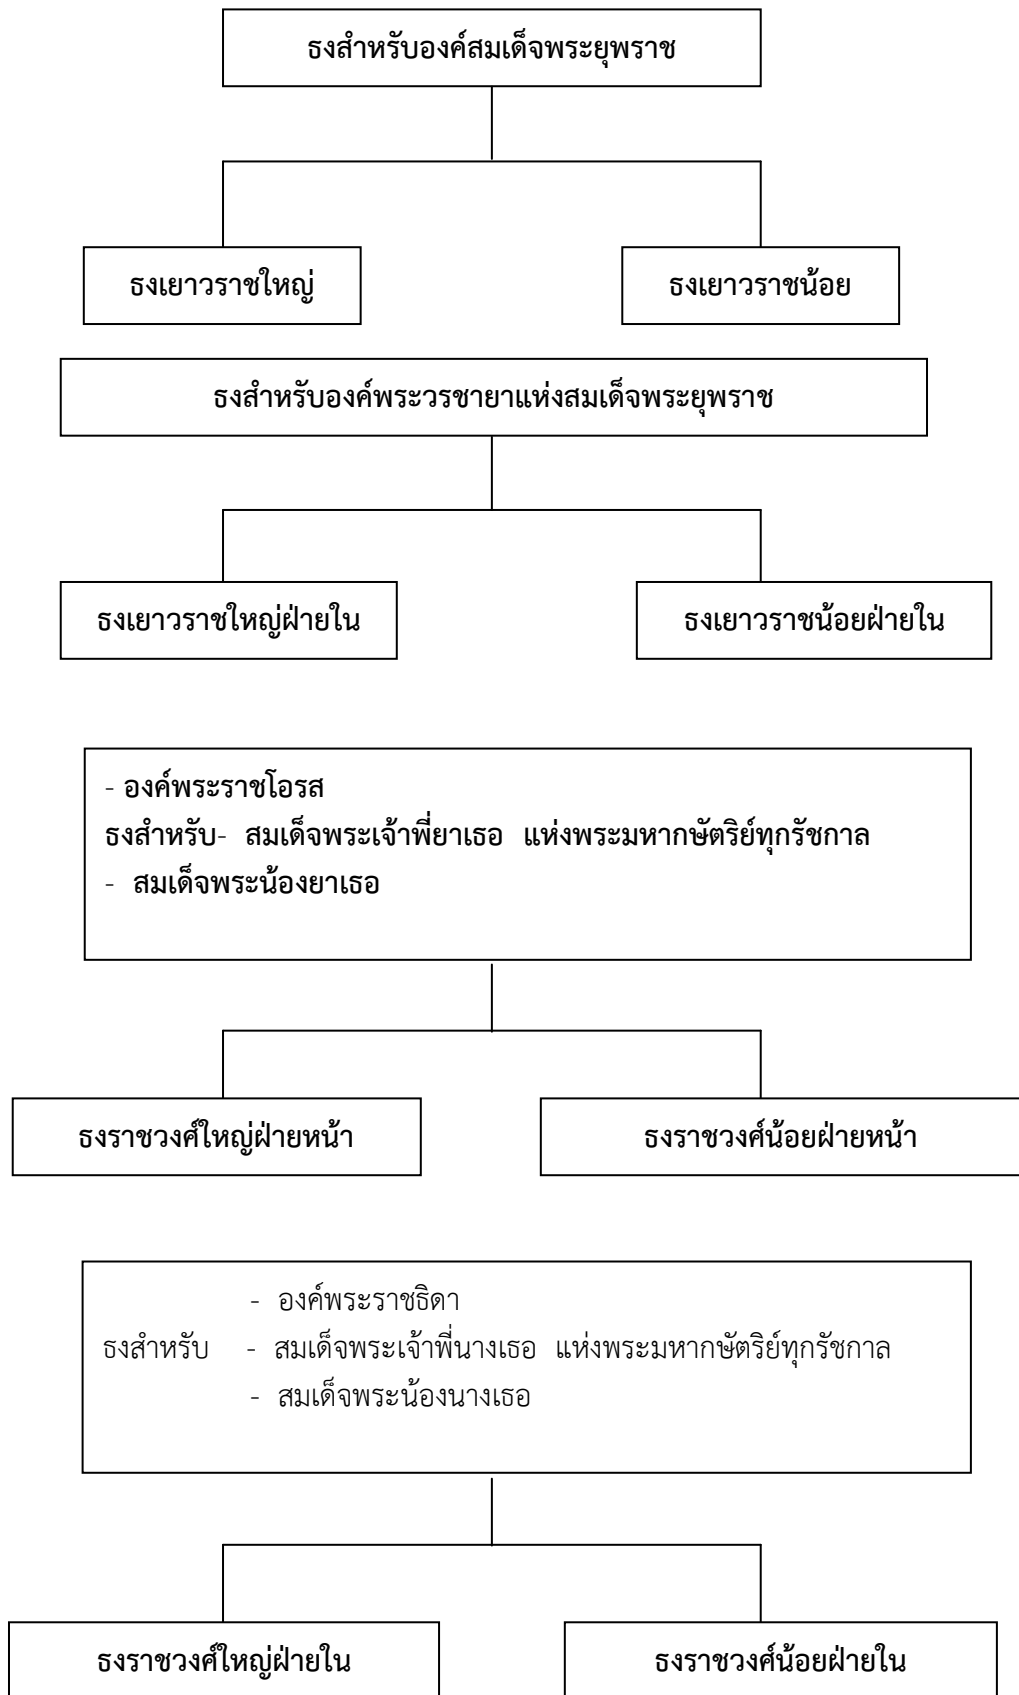 ธงสำหรับองค์สมเด็จพระยุพราช
ธงเยาวราชใหญ่
ธงเยาวราชน้อย
ธงสำหรับองค์พระวรชายาแห่งสมเด็จพระยุพราช
ธงเยาวราชใหญ่ฝ่ายใน
ธงเยาวราชน้อยฝ่ายใน
- องค์พระราชโอรส
ธงสำหรับ- สมเด็จพระเจ้าพี่ยาเธอ แห่งพระมหากษัตริย์ทุกรัชกาล
- สมเด็จพระน้องยาเธอ
ธงราชวงศ์ใหญ่ฝ่ายหน้า
ธงราชวงศ์น้อยฝ่ายหน้า
- องค์พระราชธิดา
ธงสำหรับ - สมเด็จพระเจ้าพี่นางเธอ แห่งพระมหากษัตริย์ทุกรัชกาล
- สมเด็จพระน้องนางเธอ
ธงราชวงศ์ใหญ่ฝ่ายใน
ธงราชวงศ์น้อยฝ่ายใน